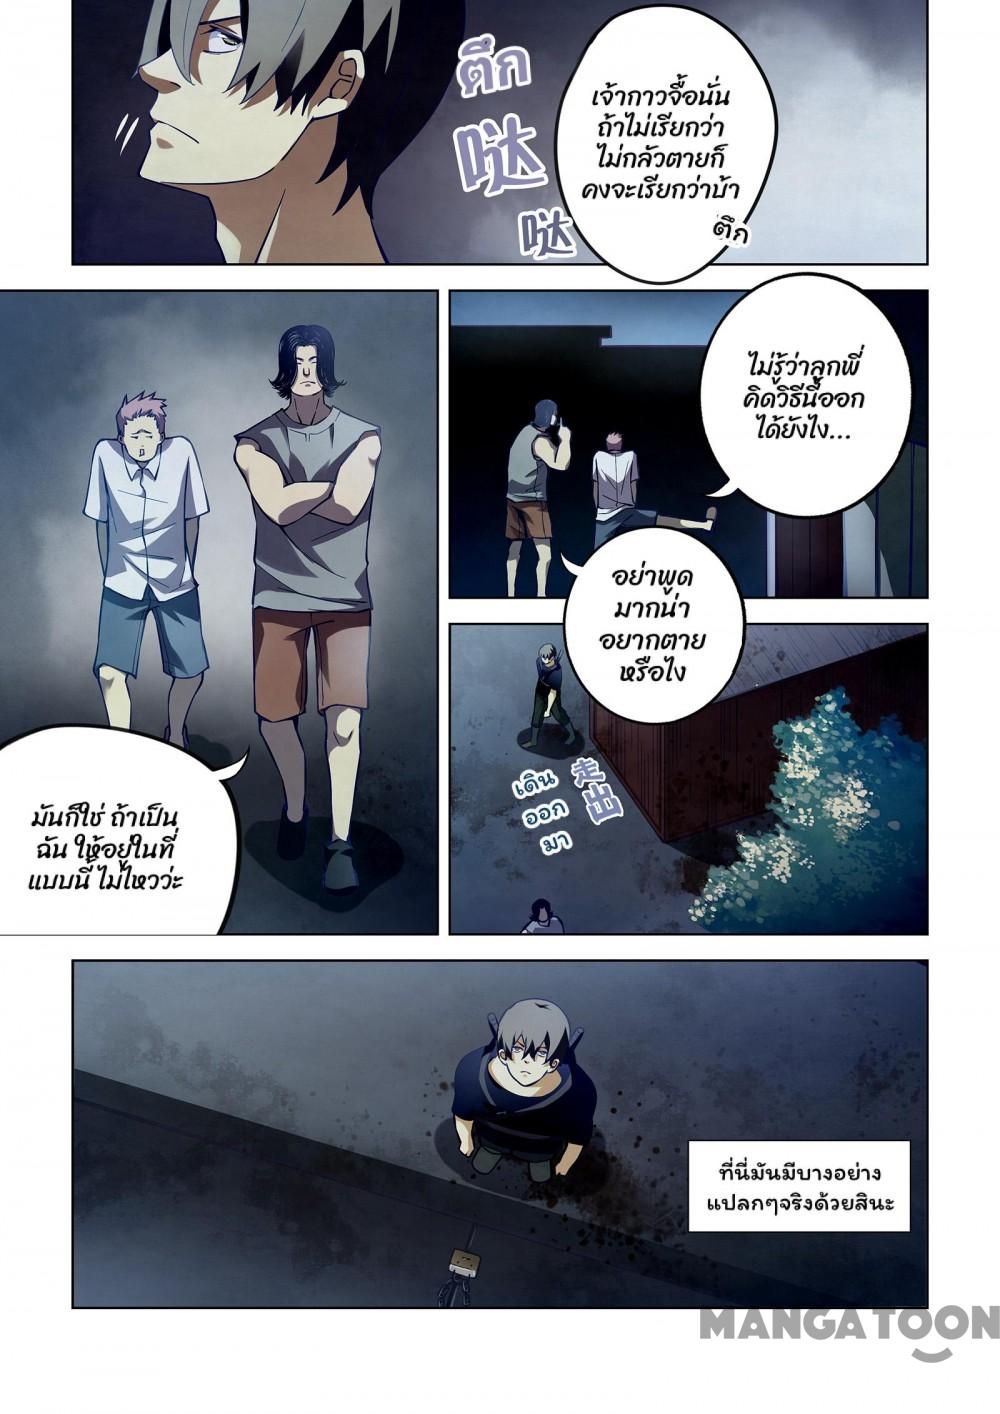 ตึก
哒
哒
เจ้ากาวจื้อนั่น
ถ้าไม่เรียกว่า
ไม่กลัวตายก็
คงจะเรียกว่าบ้า
ตึก
ไม่รู้ว่าลูกพี่
คิดวิธีนี้ออก
ได้ยังไง...
อย่าพูด
มากน่า
อยากตาย
หรือไง
มันก็ใช่ ถ้าเป็น
ฉัน ให้อยู่ในที่
แบบนี้ ไม่ไหวว่ะ
เดิน
ออก
มา
走出
ที่นี่มันมีบางอย่าง
แปลกๆจริงด้วยสินะ
MANGATOON